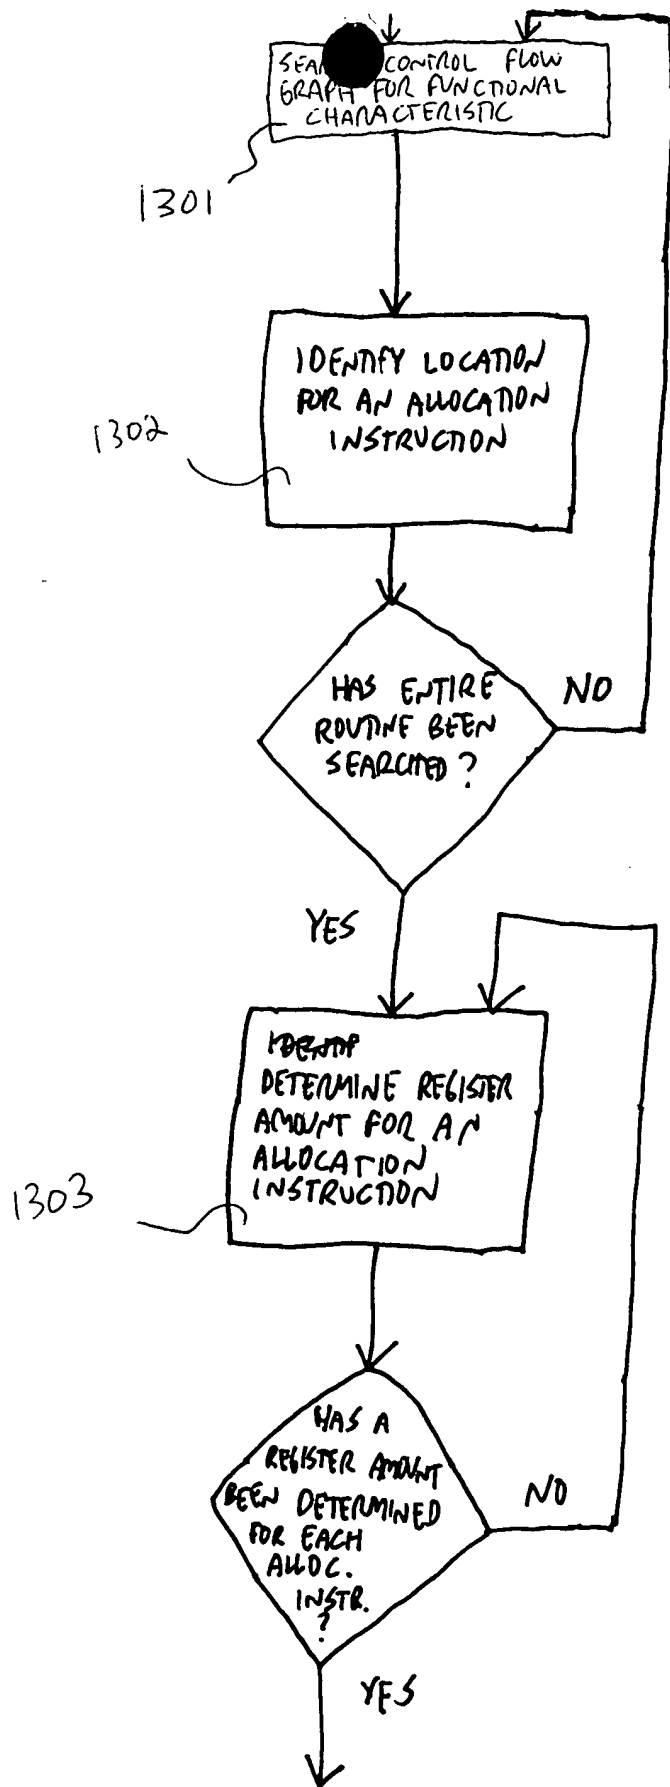 CONTROL FLOW
GRAPH FOR FUNCTIONAL
CHARACTERISTIC
1301
IDENTIFY LOCATION
FOR AN ALLOCATION
INSTRUCTION
1302
HAS ENTIRE
ROUTINE BEEN
SEARCHED?
NO
YES
DETERMINE REGISTER
AMOUNT FOR AN
ALLOCATION
INSTRUCTION
1303
HAS A
REGISTER AMOUNT
BEEN DETERMINED
FOR EACH
ALLOC.
INSTR.
?
NO
YES